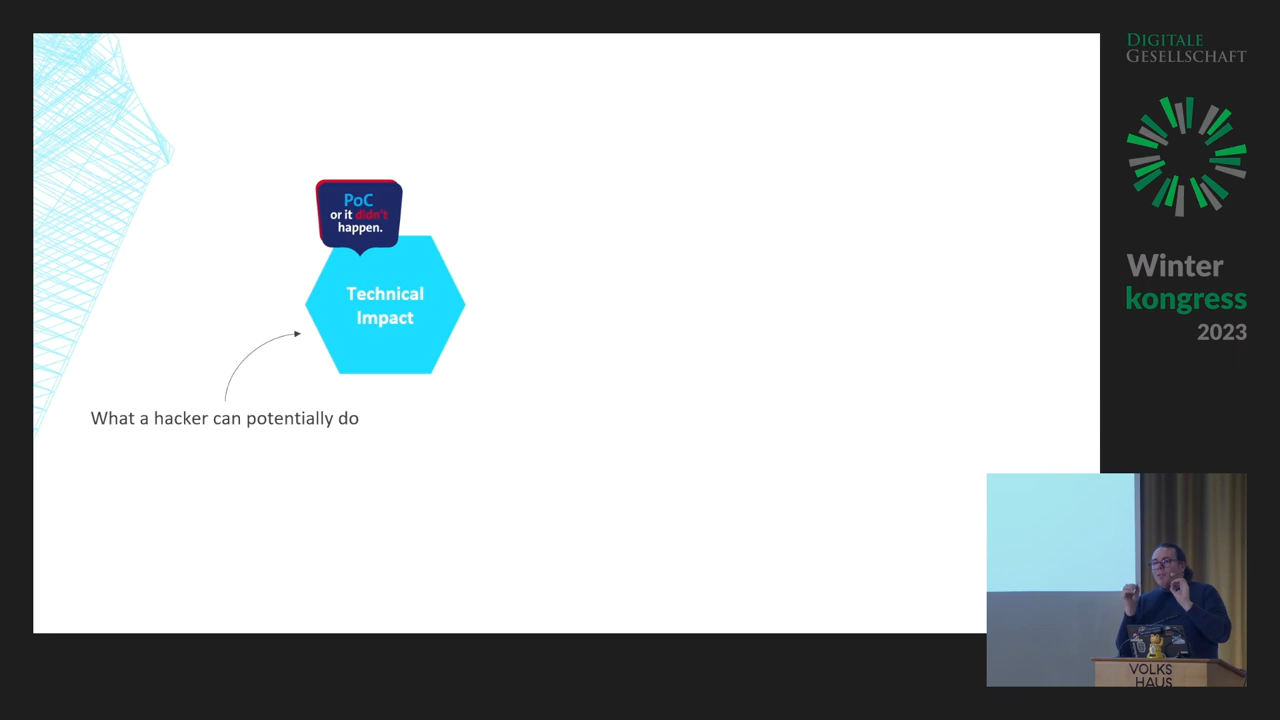 PoC
or it didn't
happen.
Technical
Impact
What a hacker can potentially do
DIGITALE
GESELLSCHAFT
Winter
kongress
2023
VOLKS
HAUS